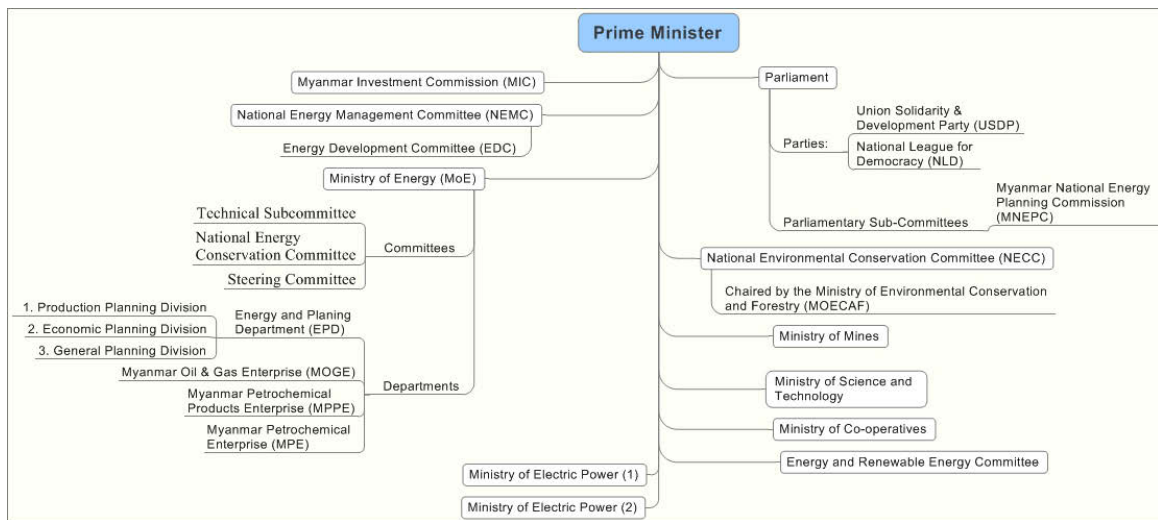 Prime Minister
Myanmar Investment Commission (MIC)
National Energy Management Committee (NEMC)
Energy Development Committee (EDC)
Ministry of Energy (MoE)
Technical Subcommittee
National Energy
Conservation Committee
Steering Committee
Committees
1. Production Planning Division
2. Economic Planning Division
3. General Planning Division
Energy and Planing
Department (EPD)
Myanmar Oil & Gas Enterprise (MOGE)
Myanmar Petrochemical
Products Enterprise (MPPE)
Myanmar Petrochemical
Enterprise (MPE)
Departments
Ministry of Electric Power (1)
Ministry of Electric Power (2)
Parliament
Parties:
Union Solidarity &
Development Party (USDP)
National League for
Democracy (NLD)
Parliamentary Sub-Committees
Myanmar National Energy
Planning Commission
(MNEPC)
National Environmental Conservation Committee (NECC)
Chaired by the Ministry of Environmental Conservation
and Forestry (MOECAF)
Ministry of Mines
Ministry of Science and
Technology
Ministry of Co-operatives
Energy and Renewable Energy Committee